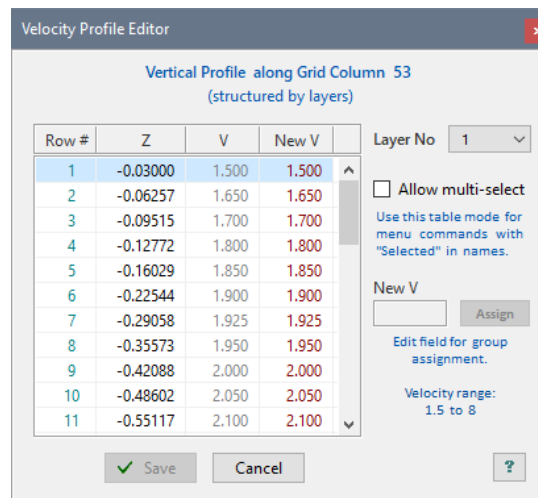 Velocity Profile Editor
Vertical Profile along Grid Column 53
(structured by layers)
Row # Z V New V
1 -0.03000 1.500 1.500
2 -0.06257 1.650 1.650
3 -0.09515 1.700 1.700
4 -0.12772 1.800 1.800
5 -0.16029 1.850 1.850
6 -0.22544 1.900 1.900
7 -0.29058 1.925 1.925
8 -0.35573 1.950 1.950
9 -0.42088 2.000 2.000
10 -0.48602 2.050 2.050
11 -0.55117 2.100 2.100
Layer No 1
Allow multi-select
Use this table mode for
menu commands with
"Selected" in names.
New V
Assign
Edit field for group
assignment.
Velocity range:
1.5 to 8
Save Cancel ?